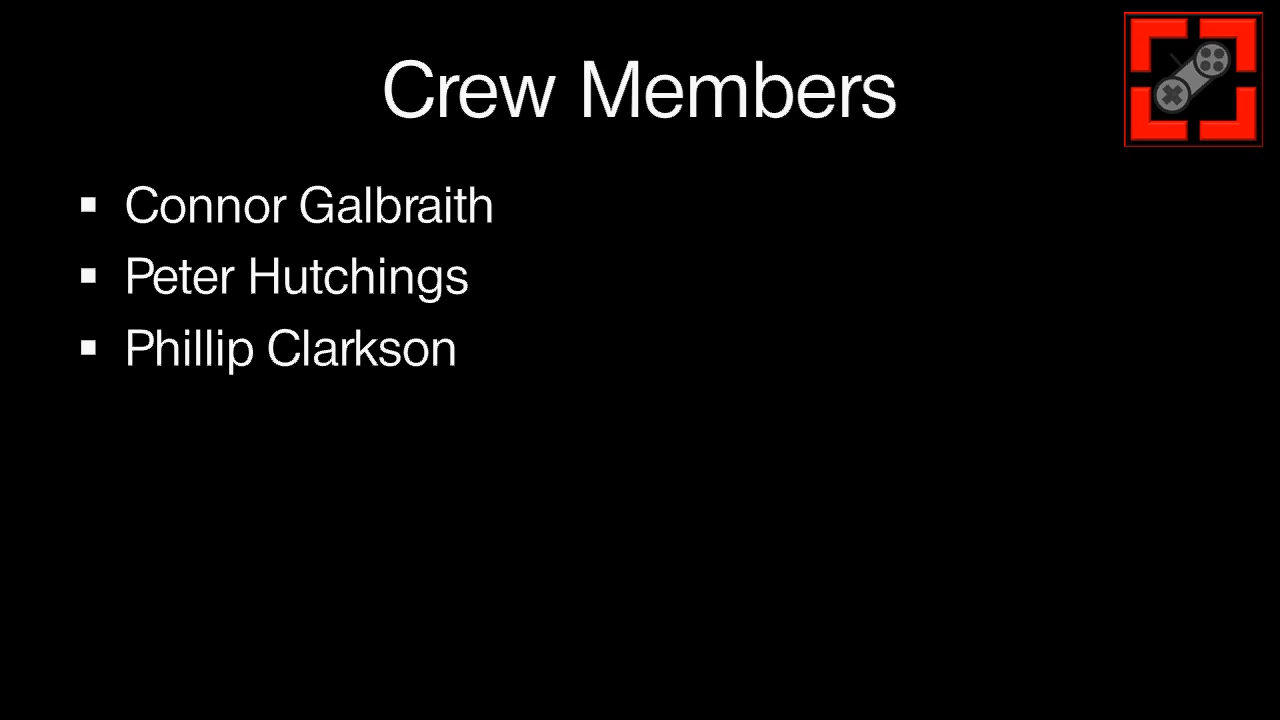 Crew Members
▪ Connor Galbraith
▪ Peter Hutchings
▪ Phillip Clarkson